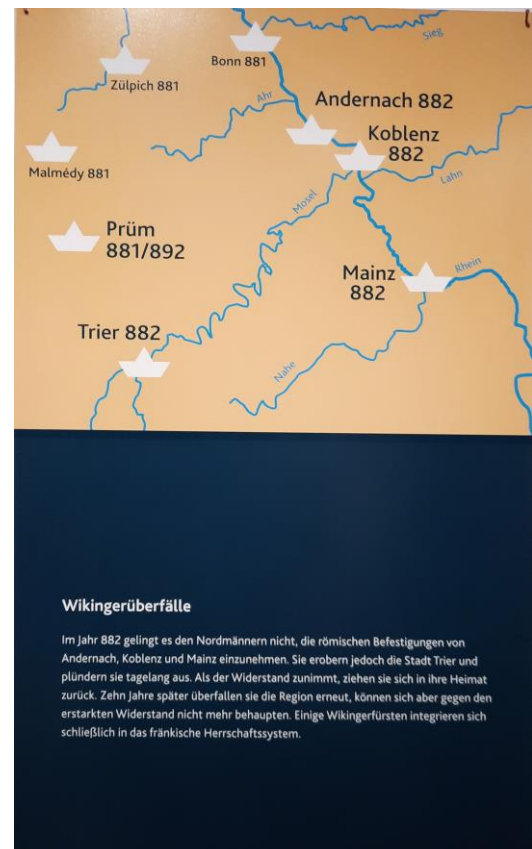 Sieg
Bonn 881
Zülpich 881
Ahr
Andernach 882
Koblenz
882
Malmédy 881
Lahn
Mosel
Prüm
881/892
Mainz
882
Rhein
Trier 882
Nahe
Wikingerüberfälle
Im Jahr 882 gelingt es den Nordmännern nicht, die römischen Befestigungen von
Andernach, Koblenz und Mainz einzunehmen. Sie erobern jedoch die Stadt Trier und
plündern sie tagelang aus. Als der Widerstand zunimmt, ziehen sie sich in ihre Heimat
zurück. Zehn Jahre später überfallen sie die Region erneut, können sich aber gegen den
erstarkten Widerstand nicht mehr behaupten. Einige Wikingerfürsten integrieren sich
schließlich in das fränkische Herrschaftssystem.